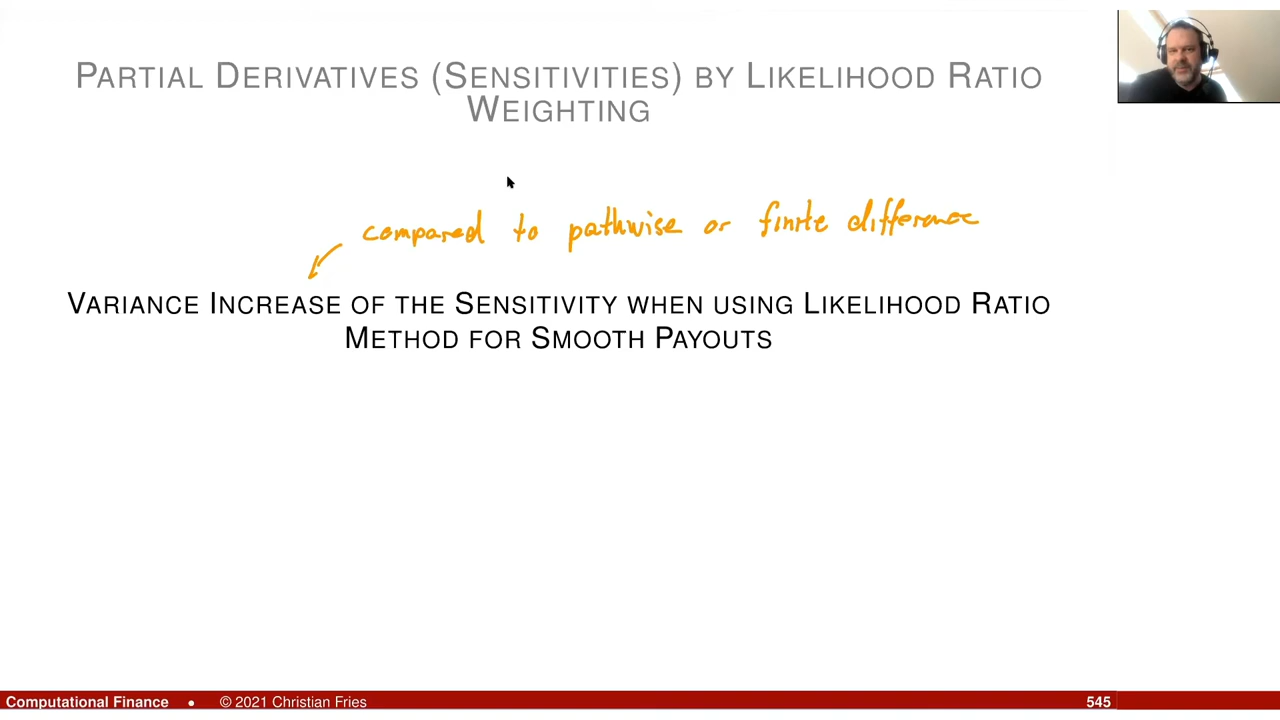 PARTIAL DERIVATIVES (SENSITIVITIES) BY LIKELIHOOD RATIO
WEIGHTING
compared to pathwise or finite difference
VARIANCE INCREASE OF THE SENSITIVITY WHEN USING LIKELIHOOD RATIO
METHOD FOR SMOOTH PAYOUTS
Computational Finance • © 2021 Christian Fries 545